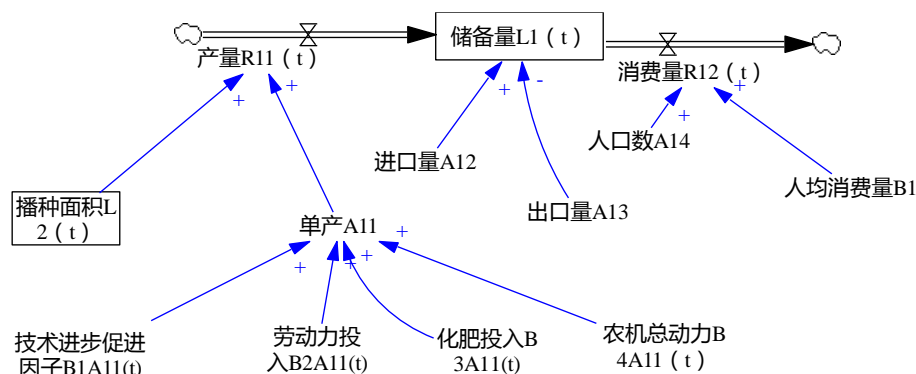 储备量L1（t）
产量R11（t）
消费量R12（t）
+
+
+
-
+
+
人口数A14
进口量A12
人均消费量B1
播种面积L
2（t）
出口量A13
单产A11
+
+
+
+
+
技术进步促进
因子B1A11(t)
劳动力投
入B2A11(t)
化肥投入B
3A11(t)
农机总动力B
4A11（t）